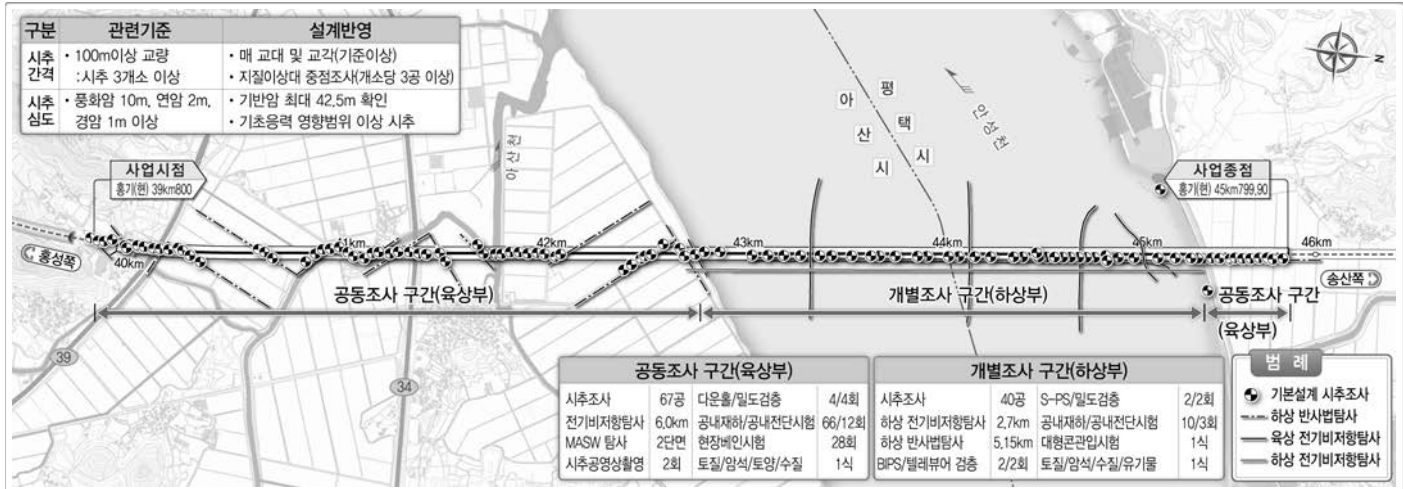 구분 관련기준 설계반영
시추 간격 • 100m이상 교량 : 시추 3개소 이상 • 매 교대 및 교각(기준이상) • 지질이상대 중점조사(개소당 3공 이상)
시추 심도 • 풍화암 10m, 연암 2m, 경암 1m 이상 • 기반암 최대 42.5m 확인 • 기초응력 영향범위 이상 시추
N
아산천
아산시
평택시
안성천
사업시점
홍기(현) 39km800
사업종점
홍기(현) 45km799.90
홍성쪽
송산쪽
40km 41km 42km 43km 44km 45km 46km
공동조사 구간(육상부)
개별조사 구간(하상부)
공동조사 구간
(육상부)
39
34
공동조사 구간(육상부)
시추조사 67공 다운홀/밀도검층 4/4회
전기비저항탐사 6.0km 공내재하/공내전단시험 66/12회
MASW 탐사 2단면 현장베인시험 28회
시추공영상촬영 2회 토질/암석/토양/수질 1식
개별조사 구간(하상부)
시추조사 40공 S-PS/밀도검층 2/2회
하상 전기비저항탐사 2.7km 공내재하/공내전단시험 10/3회
하상 반사법탐사 5.15km 대형콘관입시험 1식
BIPS/텔레뷰어 검층 2/2회 토질/암석/수질/유기물 1식
범 례
기본설계 시추조사
하상 반사법탐사
육상 전기비저항탐사
하상 전기비저항탐사